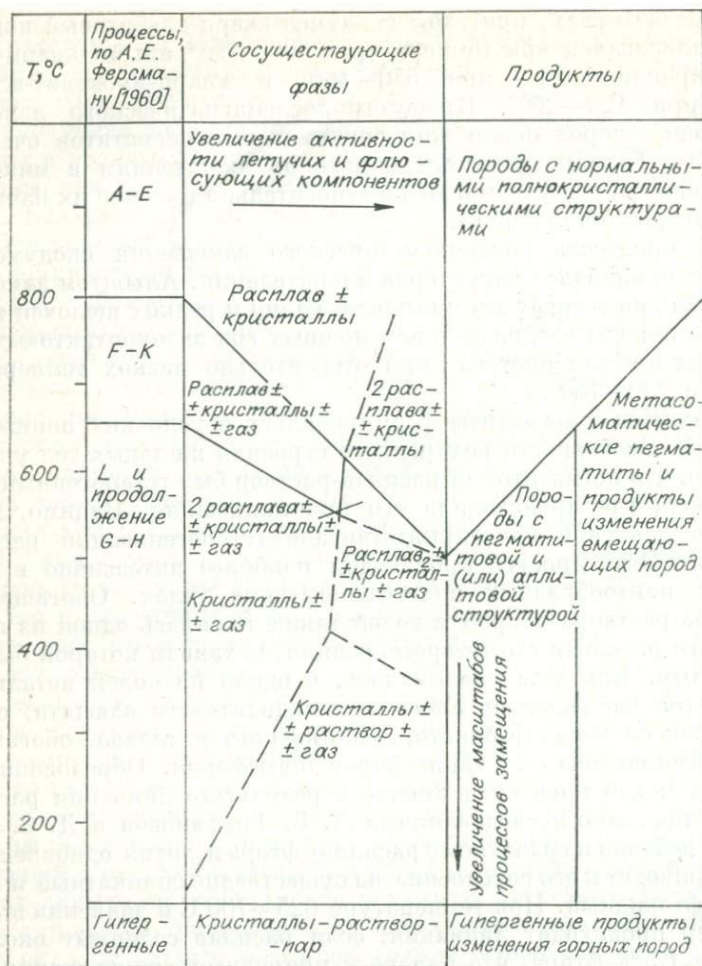 T,°C
Процессы,
по А.Е.
Ферсма-
ну[1960]
Сосуществующие
фазы
Продукты
А-Е
Увеличение активнос-
ти летучих и флю-
сующих компонентов
Породы с нормальны-
ми полнокристалли-
ческими структура-
ми
800
600
400
200
F-K
L и
продол-
жение
G-H
Расплав ±
± кристаллы
Расплав ±
± кристаллы ±
± газ
2 рас-
плава ±
± крис-
таллы
2 расплава ±
± кристаллы ±
± газ
Расплав ±
± кристал-
лы ± газ
Кристаллы ±
± газ
Кристаллы ±
± раствор ±
± газ
Поро-
ды с
пегмати-
товой и
(или) апли-
товой
структурой
Метасо-
матичес-
кие пегма-
титы и
продукты
изменения
вмещаю-
щих пород
Увеличение масштабов
процессов замещения
Гипер-
генные
Кристаллы-раствор-
-пар
Гипергенные продукты
изменения горных пород